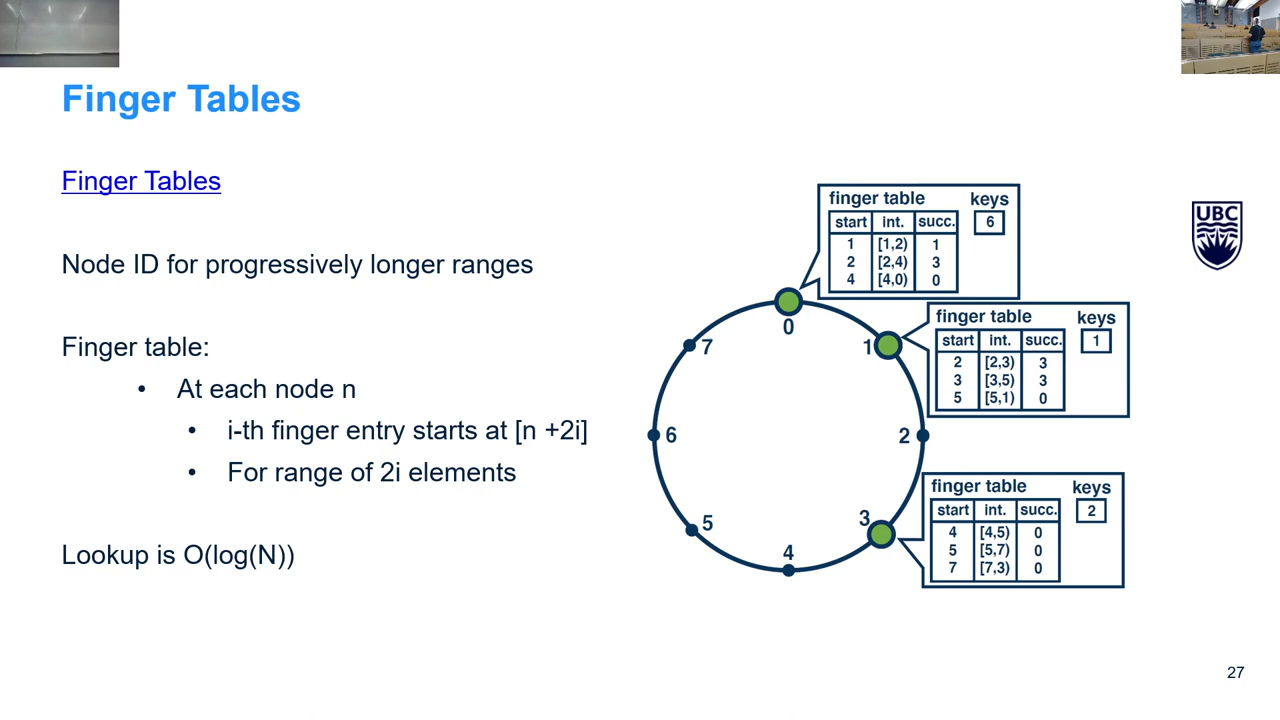 Finger Tables
Finger Tables
Node ID for progressively longer ranges
Finger table:
• At each node n
• i-th finger entry starts at [n +2i]
• For range of 2i elements
Lookup is O(log(N))
finger table keys
start int. succ. 6
1 [1,2) 1
2 [2,4) 3
4 [4,0) 0
finger table keys
start int. succ. 1
2 [2,3) 3
3 [3,5) 3
5 [5,1) 0
finger table keys
start int. succ. 2
4 [4,5) 0
5 [5,7) 0
7 [7,3) 0
0
7
1
6
2
5
3
4
UBC
27